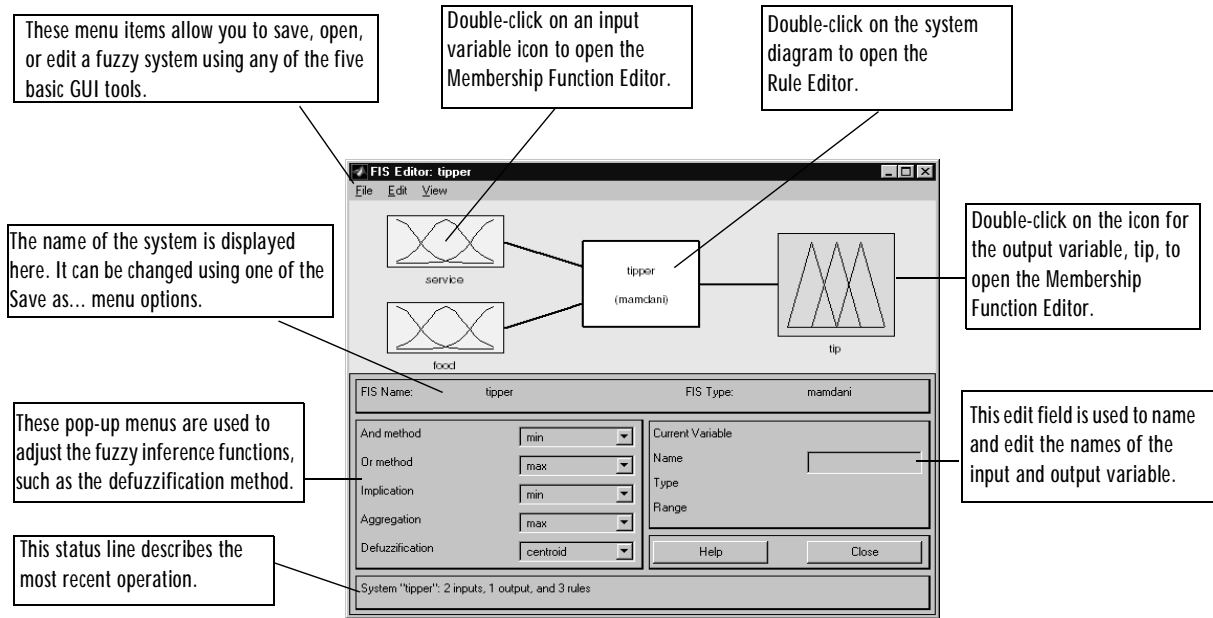 These menu items allow you to save, open,
or edit a fuzzy system using any of the five
basic GUI tools.
Double-click on an input
variable icon to open the
Membership Function Editor.
Double-click on the system
diagram to open the
Rule Editor.
FIS Editor: tipper
File Edit View
service
food
tipper
(mamdani)
tip
The name of the system is displayed
here. It can be changed using one of the
Save as... menu options.
Double-click on the icon for
the output variable, tip, to
open the Membership
Function Editor.
FIS Name: tipper FIS Type: mamdani
These pop-up menus are used to
adjust the fuzzy inference functions,
such as the defuzzification method.
And method min
Or method max
Implication min
Aggregation max
Defuzzification centroid
Current Variable
Name
Type
Range
Help Close
This edit field is used to name
and edit the names of the
input and output variable.
This status line describes the
most recent operation.
System "tipper": 2 inputs, 1 output, and 3 rules